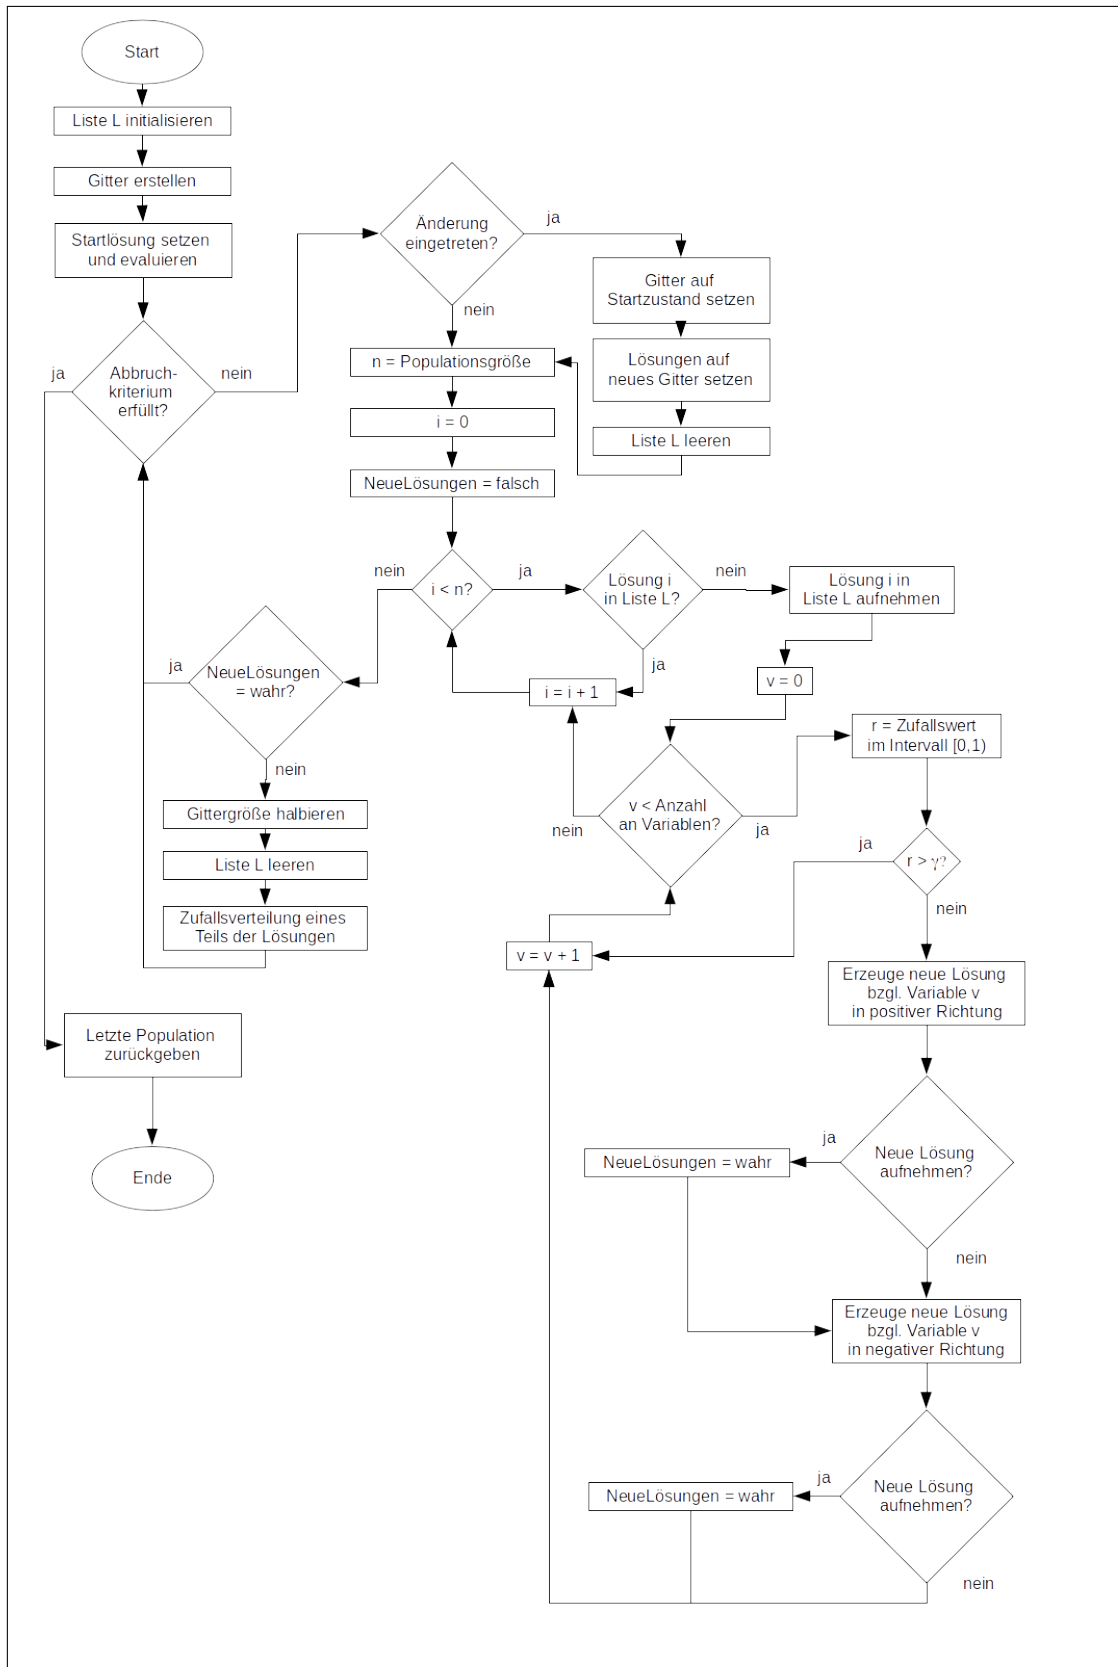 Start
Liste L initialisieren
Gitter erstellen
Startlösung setzen
und evaluieren
Abbruch-
kriterium
erfüllt?
ja
nein
Änderung
eingetreten?
ja
nein
Gitter auf
Startzustand setzen
Lösungen auf
neues Gitter setzen
Liste L leeren
n = Populationsgröße
i = 0
NeueLösungen = falsch
i < n?
nein
ja
Lösung i
in Liste L?
nein
ja
Lösung i in
Liste L aufnehmen
v = 0
i = i + 1
NeueLösungen
= wahr?
ja
nein
Gittergröße halbieren
Liste L leeren
Zufallsverteilung eines
Teils der Lösungen
v < Anzahl
an Variablen?
nein
ja
r = Zufallswert
im Intervall [0,1)
r > γ?
ja
nein
v = v + 1
Erzeuge neue Lösung
bzgl. Variable v
in positiver Richtung
Letzte Population
zurückgeben
Ende
Neue Lösung
aufnehmen?
ja
nein
NeueLösungen = wahr
Erzeuge neue Lösung
bzgl. Variable v
in negativer Richtung
Neue Lösung
aufnehmen?
ja
nein
NeueLösungen = wahr